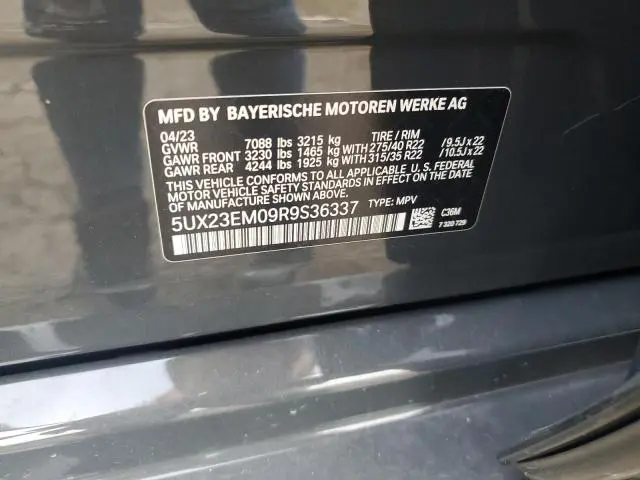 MFD BY BAYERISCHE MOTOREN WERKE AG
04/23
GVWR 7088 lbs 3215 kg TIRE / RIM
GAWR FRONT 3230 lbs 1465 kg WITH 275/40 R22 / 9.5J x 22
GAWR REAR 4244 lbs 1925 kg WITH 315/35 R22 / 10.5J x 22
THIS VEHICLE CONFORMS TO ALL APPLICABLE U.S. FEDERAL
MOTOR VEHICLE SAFETY STANDARDS IN EFFECT ON THE DATE
OF MANUFACTURE SHOWN ABOVE.
5UX23EM09R9S36337 TYPE: MPV
C36M
7 320 729